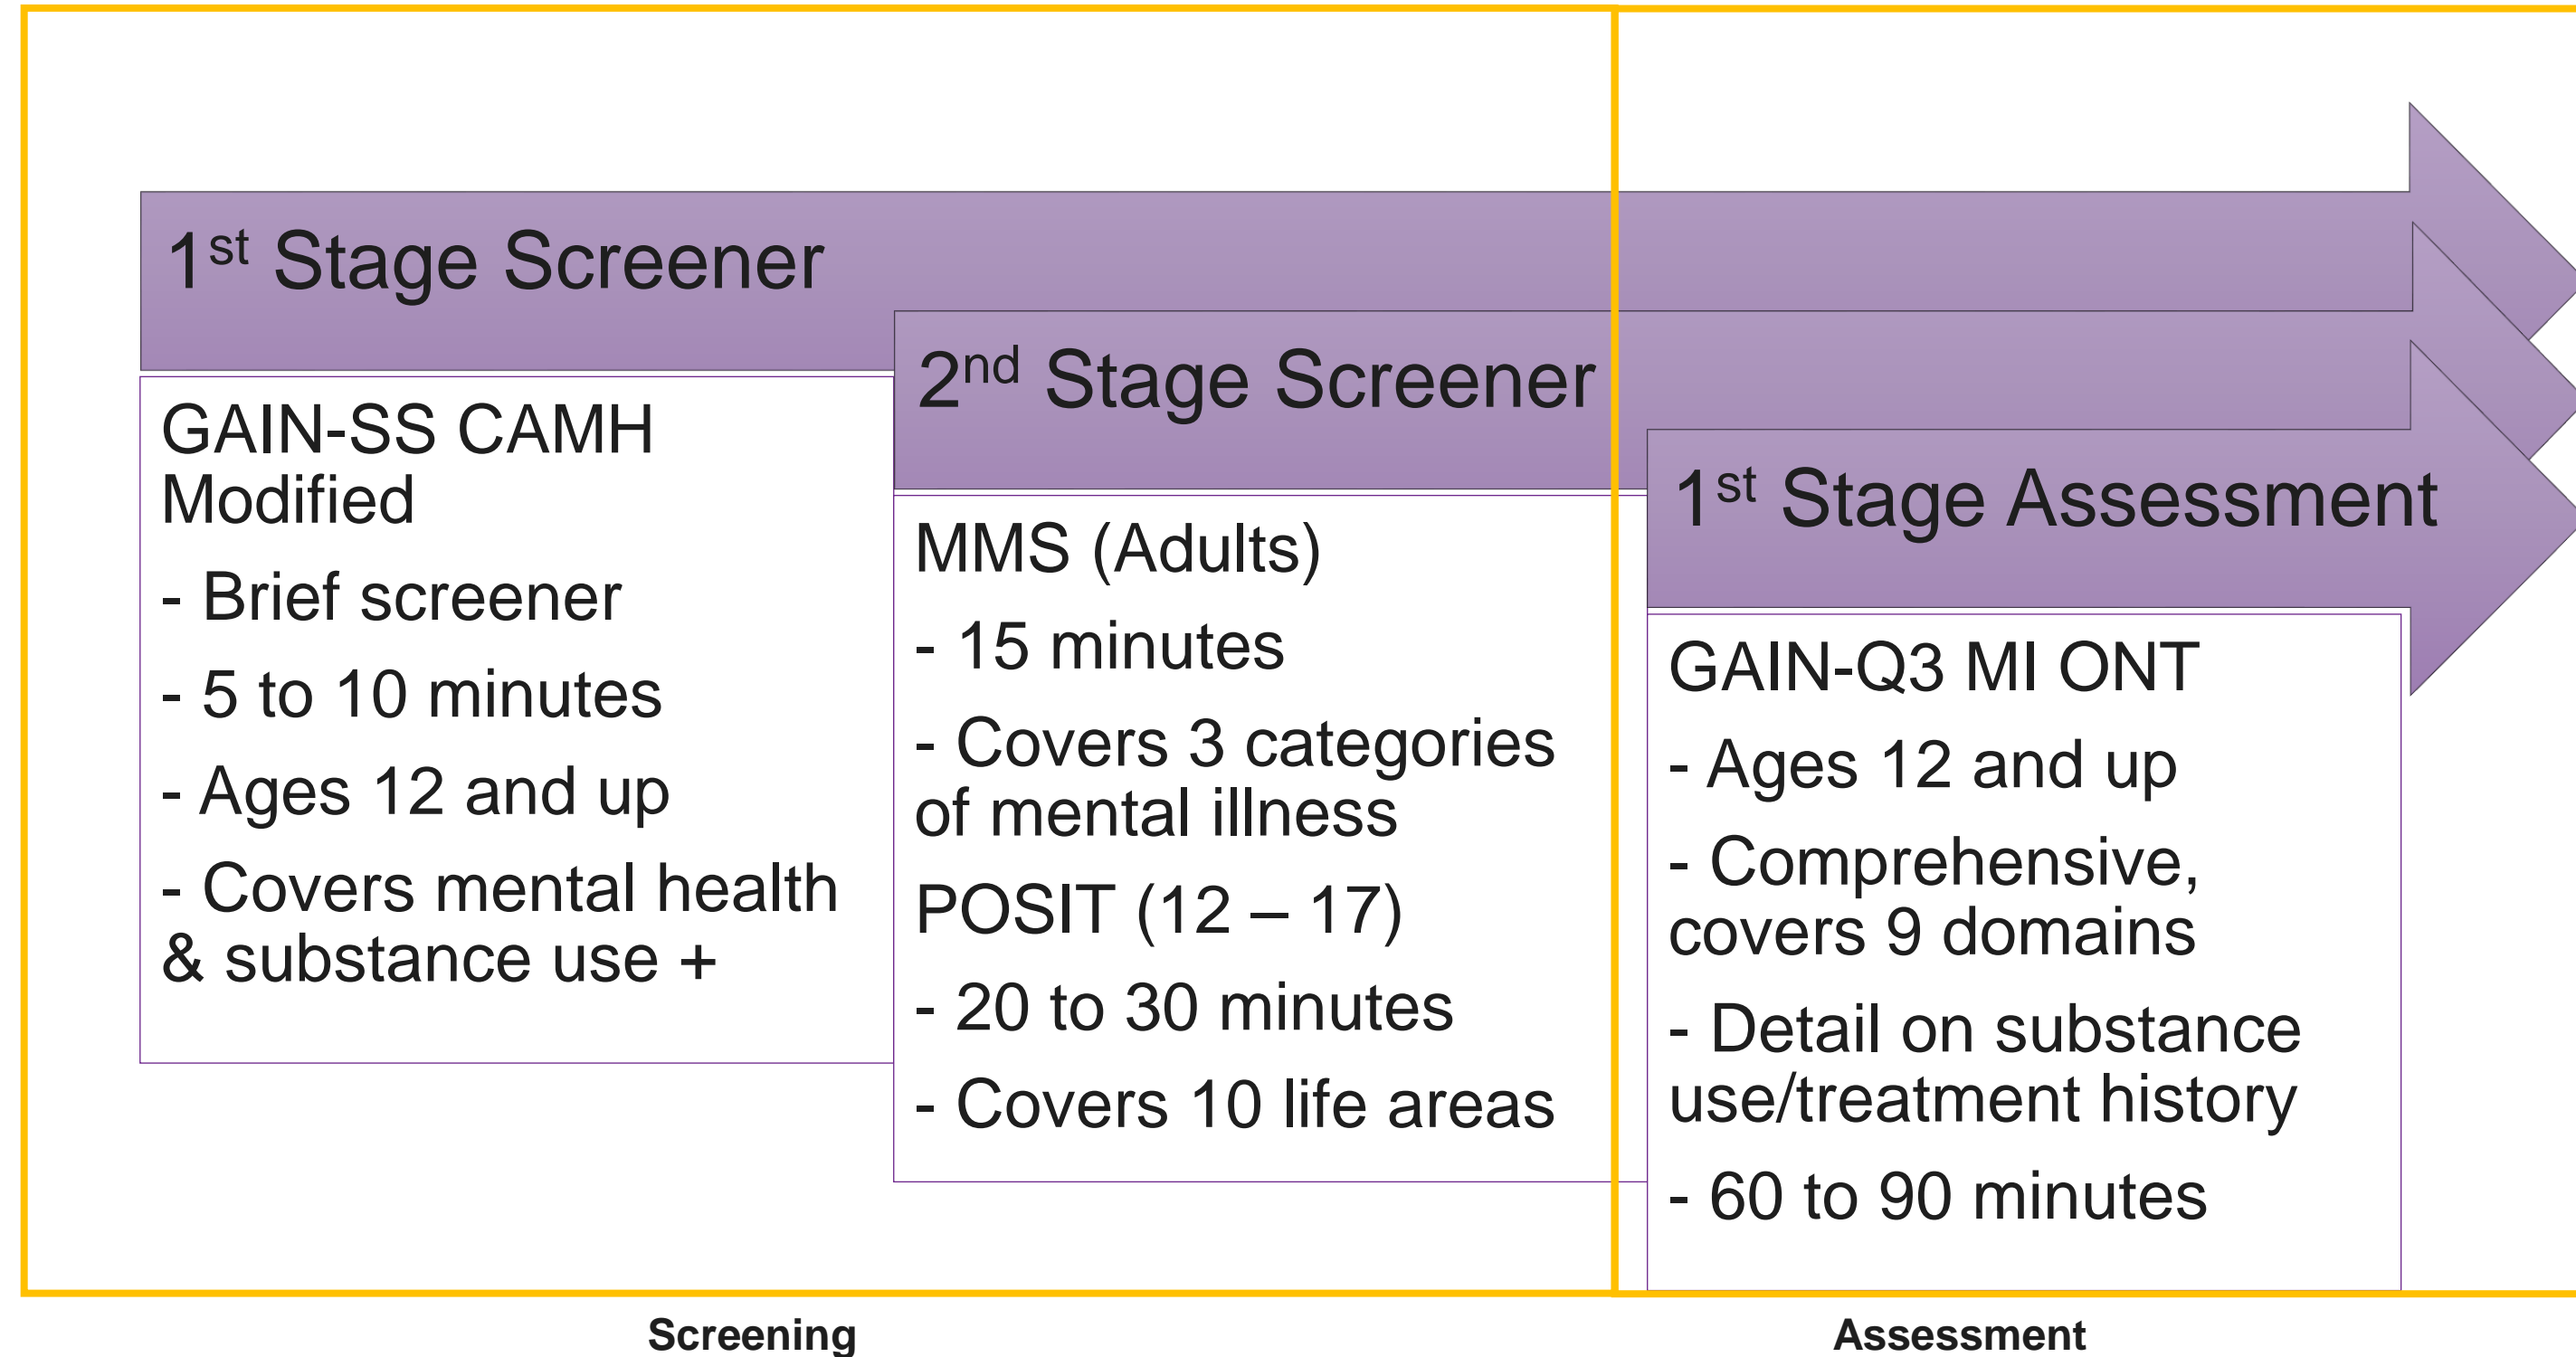 1st Stage Screener
GAIN-SS CAMH
Modified
- Brief screener
- 5 to 10 minutes
- Ages 12 and up
- Covers mental health
& substance use +
2nd Stage Screener
MMS (Adults)
- 15 minutes
- Covers 3 categories
of mental illness
POSIT (12 – 17)
- 20 to 30 minutes
- Covers 10 life areas
1st Stage Assessment
GAIN-Q3 MI ONT
- Ages 12 and up
- Comprehensive,
covers 9 domains
- Detail on substance
use/treatment history
- 60 to 90 minutes
Screening
Assessment